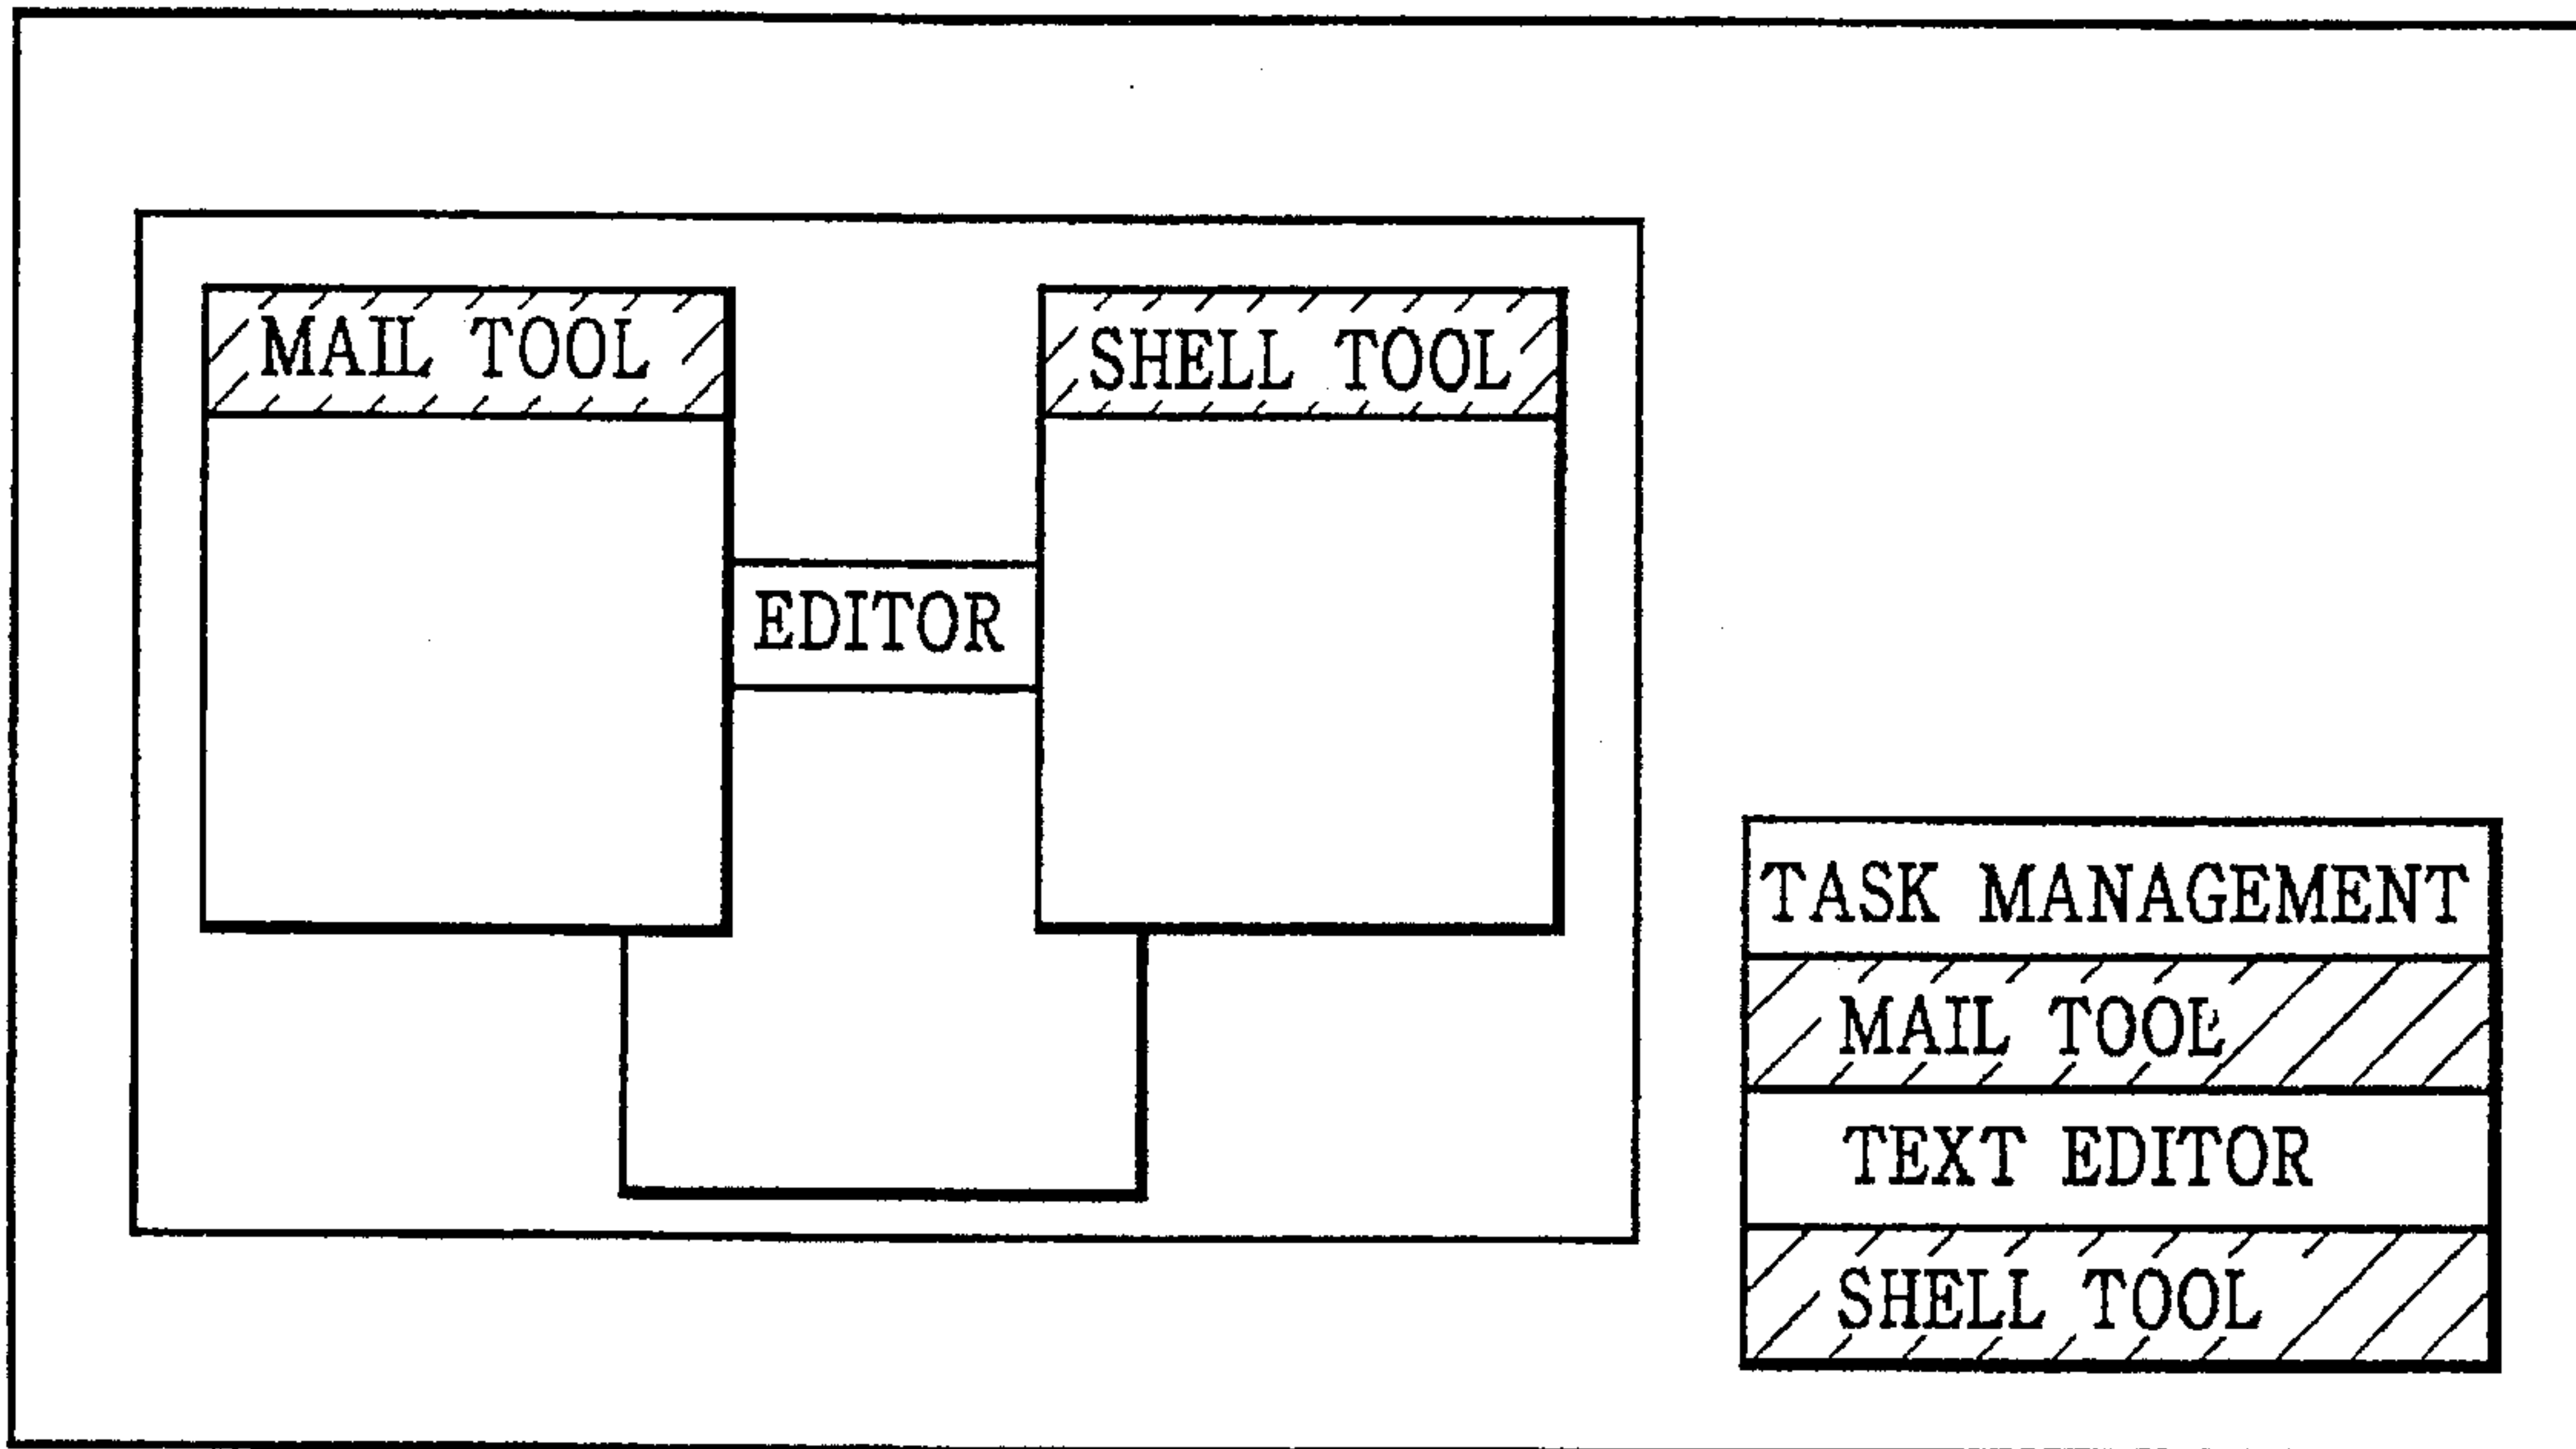 MAIL TOOL
SHELL TOOL
EDITOR
TASK MANAGEMENT
MAIL TOOL
TEXT EDITOR
SHELL TOOL